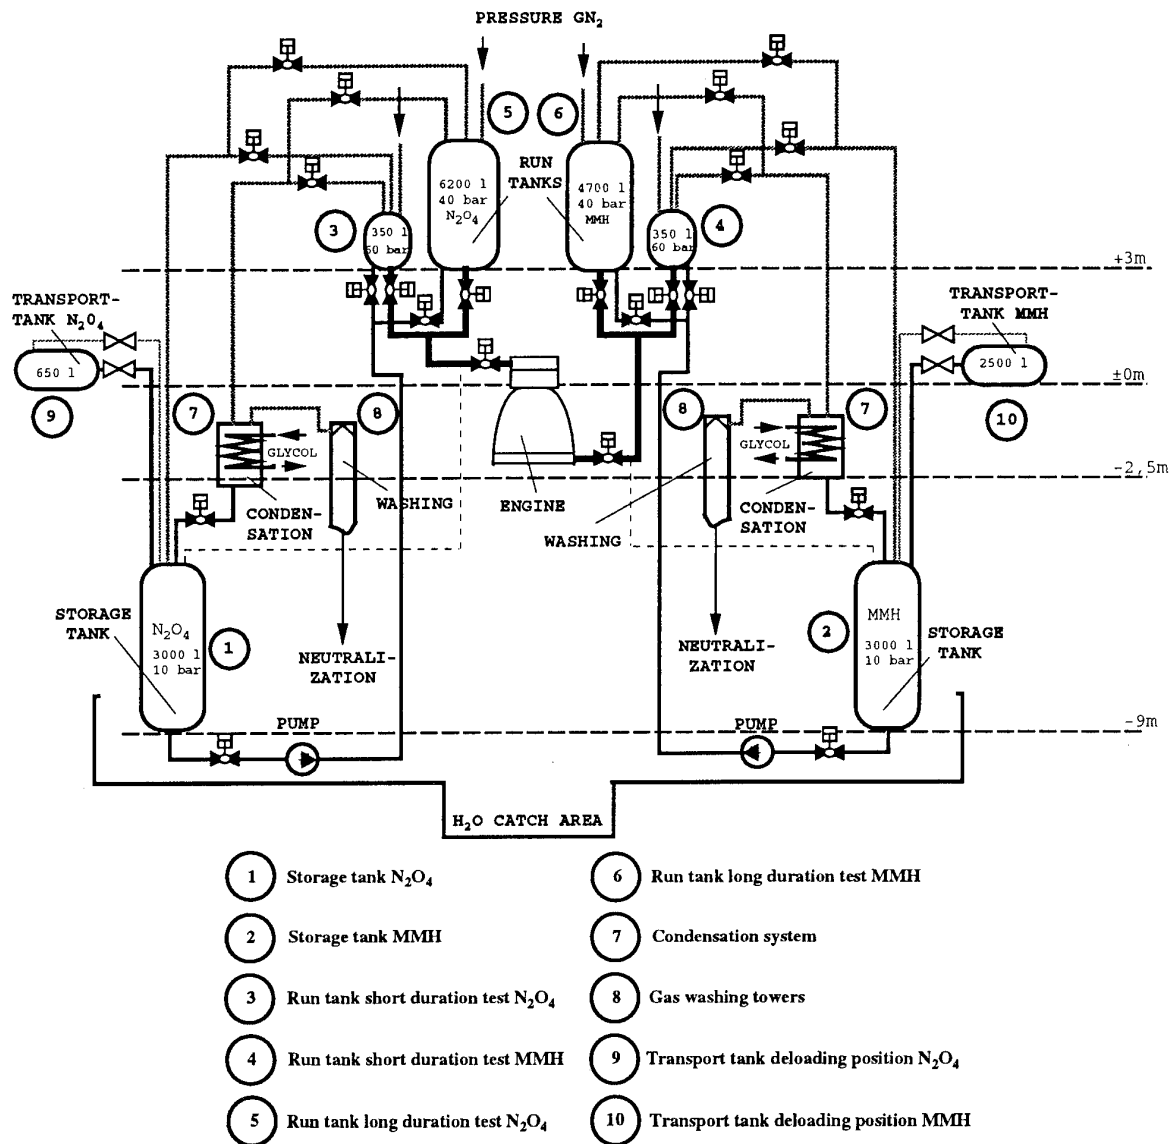 PRESSURE GN₂
5
6
6200 l
40 bar
N₂O₄
RUN
TANKS
4700 l
40 bar
MMH
3
350 l
60 bar
350 l
60 bar
4
+3m
TRANSPORT-
TANK N₂O₄
650 l
9
TRANSPORT-
TANK MMH
2500 l
10
±0m
7
8
GLYCOL
8
7
GLYCOL
-2,5m
CONDEN-
SATION
WASHING
ENGINE
WASHING
CONDEN-
SATION
STORAGE
TANK
N₂O₄
3000 l
10 bar
1
NEUTRALI-
ZATION
NEUTRALI-
ZATION
2
MMH
3000 l
10 bar
STORAGE
TANK
PUMP
PUMP
-9m
H₂O CATCH AREA
1 Storage tank N₂O₄
2 Storage tank MMH
3 Run tank short duration test N₂O₄
4 Run tank short duration test MMH
5 Run tank long duration test N₂O₄
6 Run tank long duration test MMH
7 Condensation system
8 Gas washing towers
9 Transport tank deloading position N₂O₄
10 Transport tank deloading position MMH